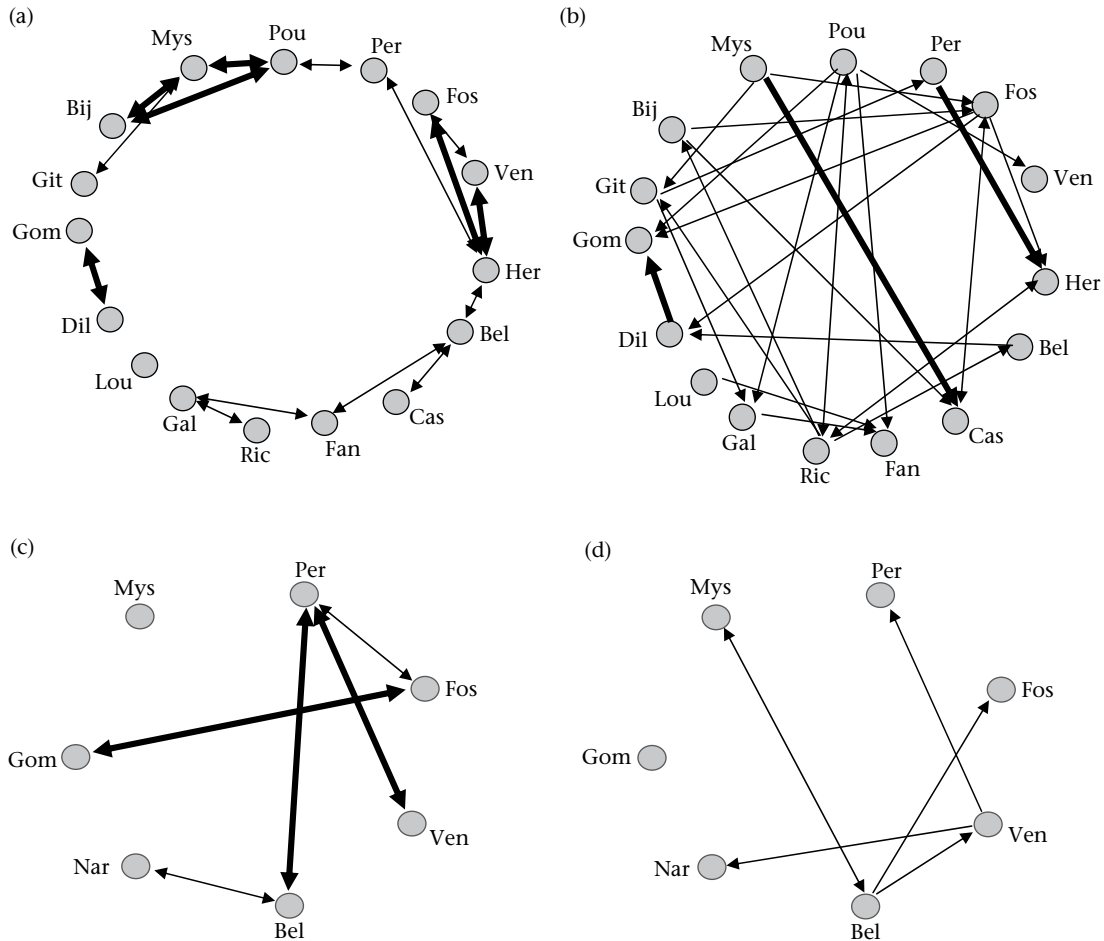 (a)
Mys
Pou
Per
Bij
Fos
Git
Ven
Gom
Her
Dil
Bel
Lou
Gal
Cas
Ric
Fan
(b)
Mys
Pou
Per
Bij
Fos
Git
Ven
Gom
Her
Dil
Bel
Lou
Gal
Cas
Ric
Fan
(c)
Mys
Per
Fos
Gom
Ven
Nar
Bel
(d)
Mys
Per
Fos
Gom
Ven
Nar
Bel